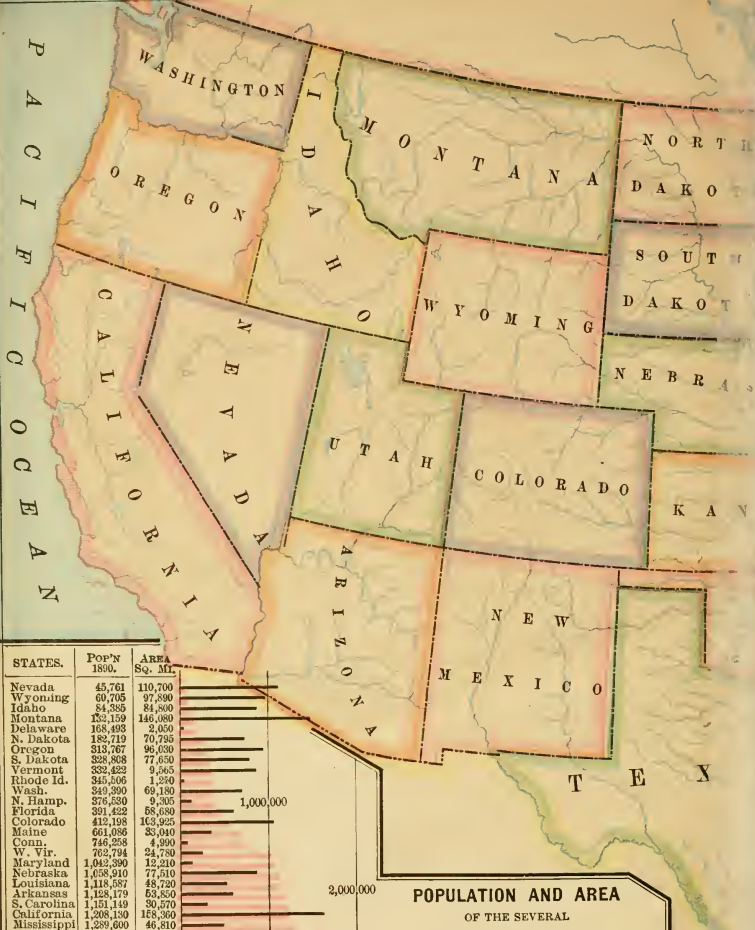 PACIFIC OCEAN
WASHINGTON
OREGON
IDAHO
MONTANA
NORTH
DAKOT
SOUT
DAKOT
WYOMING
NEBRA
CALIFORNIA
NEVADA
UTAH
COLORADO
KAN
ARIZONA
NEW
MEXICO
TEX
STATES. POP'N 1890. AREA SQ. MI.
Nevada 45,761 110,700
Wyoming 60,705 97,890
Idaho 84,385 84,800
Montana 132,159 146,080
Delaware 168,493 2,050
N. Dakota 182,719 70,795
Oregon 313,767 96,030
S. Dakota 328,808 77,650
Vermont 332,422 9,565
Rhode Id. 345,506 1,250
Wash. 349,390 69,180
N. Hamp. 376,530 9,305
Florida 391,422 58,680
Colorado 412,198 103,925
Maine 661,086 33,040
Conn. 746,258 4,990
W. Vir. 762,794 24,780
Maryland 1,042,390 12,210
Nebraska 1,058,910 77,510
Louisiana 1,118,587 48,720
Arkansas 1,128,179 53,850
S. Carolina 1,151,149 30,570
California 1,208,130 158,360
Mississippi 1,289,600 46,810
1,000,000
2,000,000
POPULATION AND AREA
OF THE SEVERAL